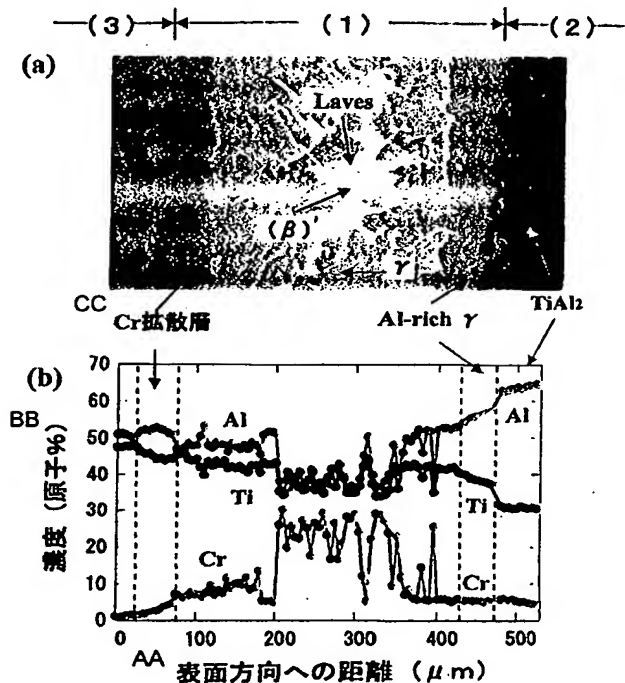 (3) (1) (2)
(a)
Laves
(β)'
γ
CC
Cr拡散層 Al-rich γ TiAl2
(b)
BB
濃度 (原子%)
70
60
50
40
30
20
10
0
Al
Al
Ti
Ti
Cr
Cr
0 100 200 300 400 500
AA
表面方向への距離 (μm)